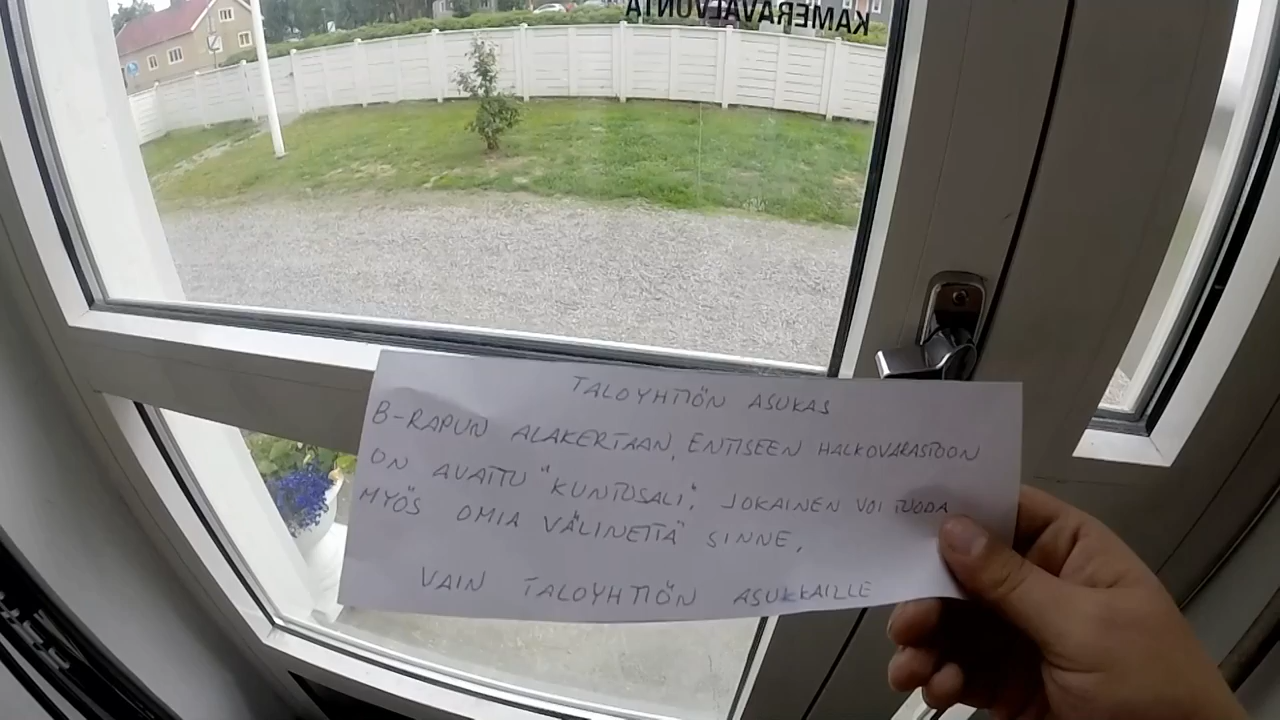 KAMERAVALVONTA
TALOYHTIÖN ASUKAS
B-RAPUN ALAKERTAAN, ENTISEEN HALKOVARASTOON
ON AVATTU "KUNTOSALI". JOKAINEN VOI TUODA
MYÖS OMIA VÄLINEITÄ SINNE.
VAIN TALOYHTIÖN ASUKKAILLE